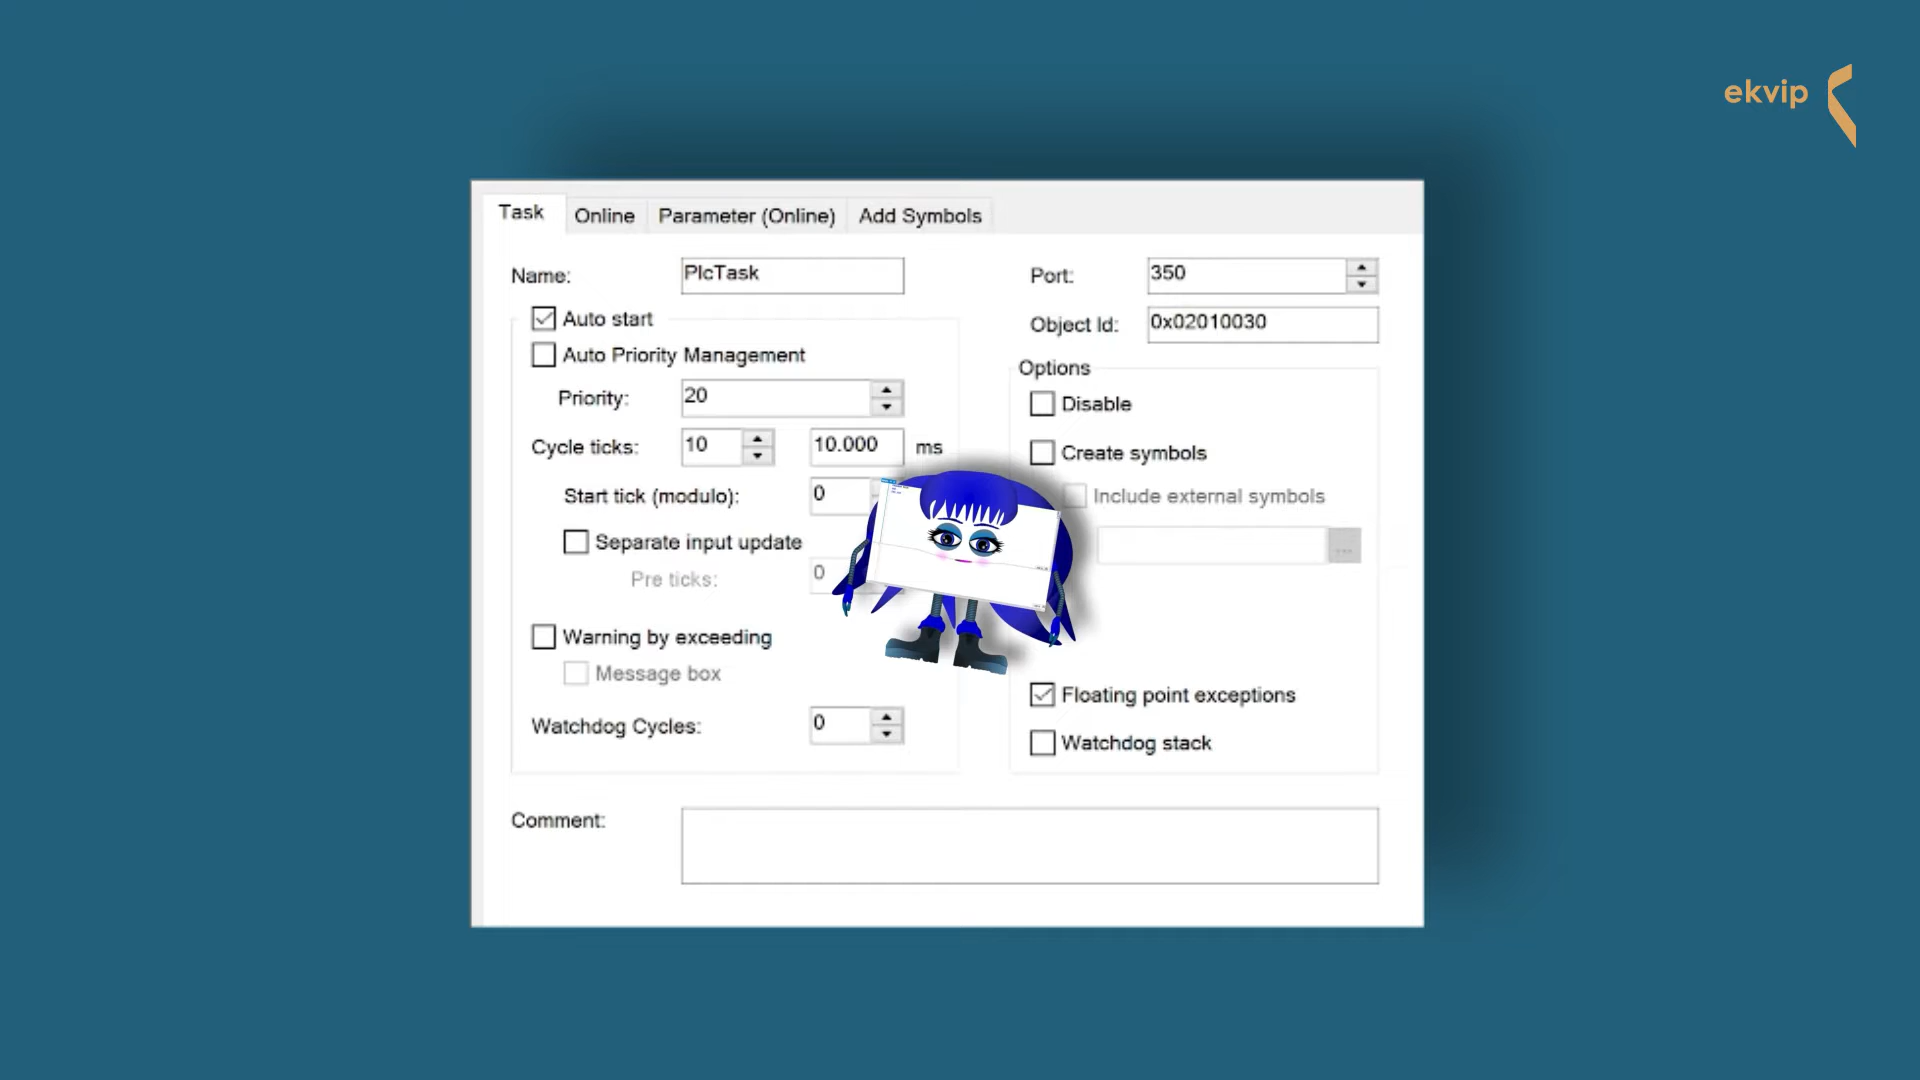 ekvip
Task Online Parameter (Online) Add Symbols
Name: PlcTask
Port: 350
Auto start
Object Id: 0x02010030
Auto Priority Management
Options
Priority: 20
Disable
Cycle ticks: 10 10.000 ms
Create symbols
Start tick (modulo): 0
Include external symbols
Separate input update
...
Pre ticks: 0
Warning by exceeding
Message box
Floating point exceptions
Watchdog Cycles: 0
Watchdog stack
Comment: